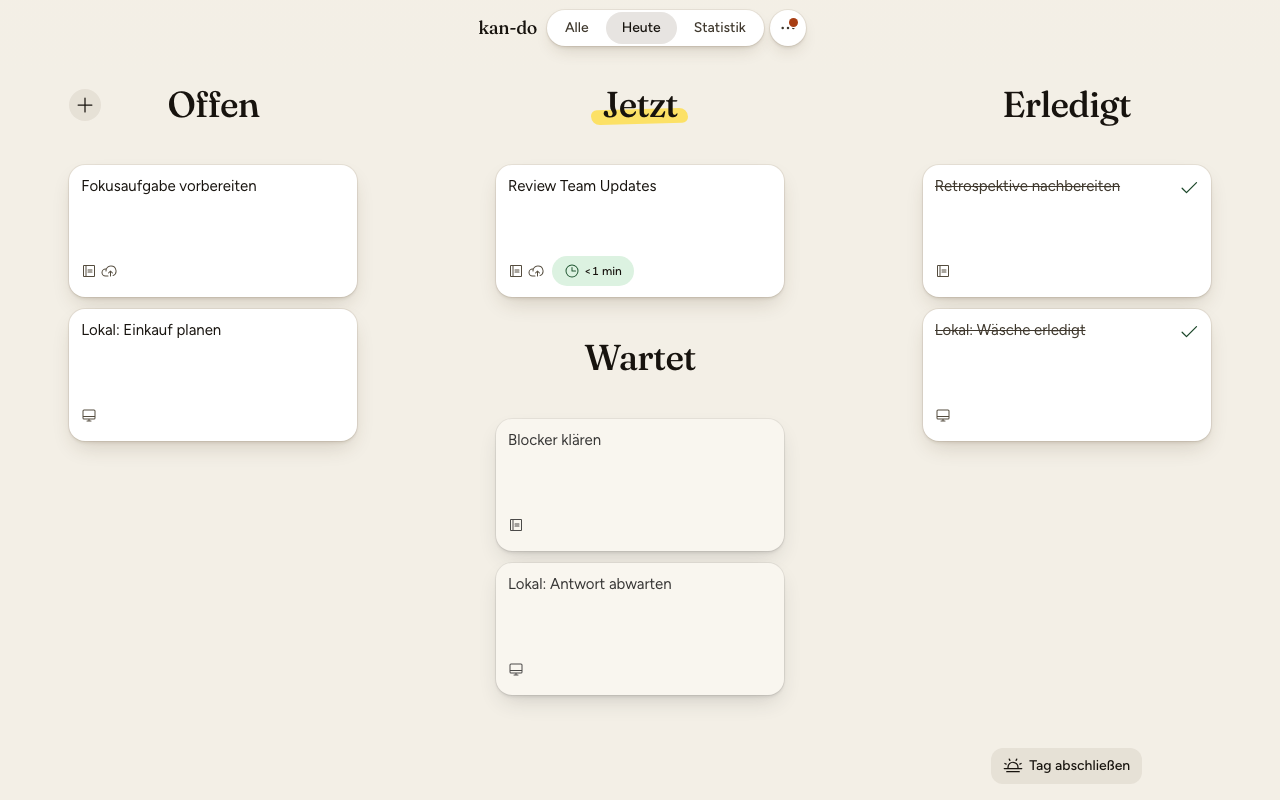 kan-do
Alle
Heute
Statistik
Offen
Fokusaufgabe vorbereiten
Lokal: Einkauf planen
Jetzt
Review Team Updates
<1 min
Wartet
Blocker klären
Lokal: Antwort abwarten
Erledigt
Retrospektive nachbereiten
Lokal: Wäsche erledigt
Tag abschließen